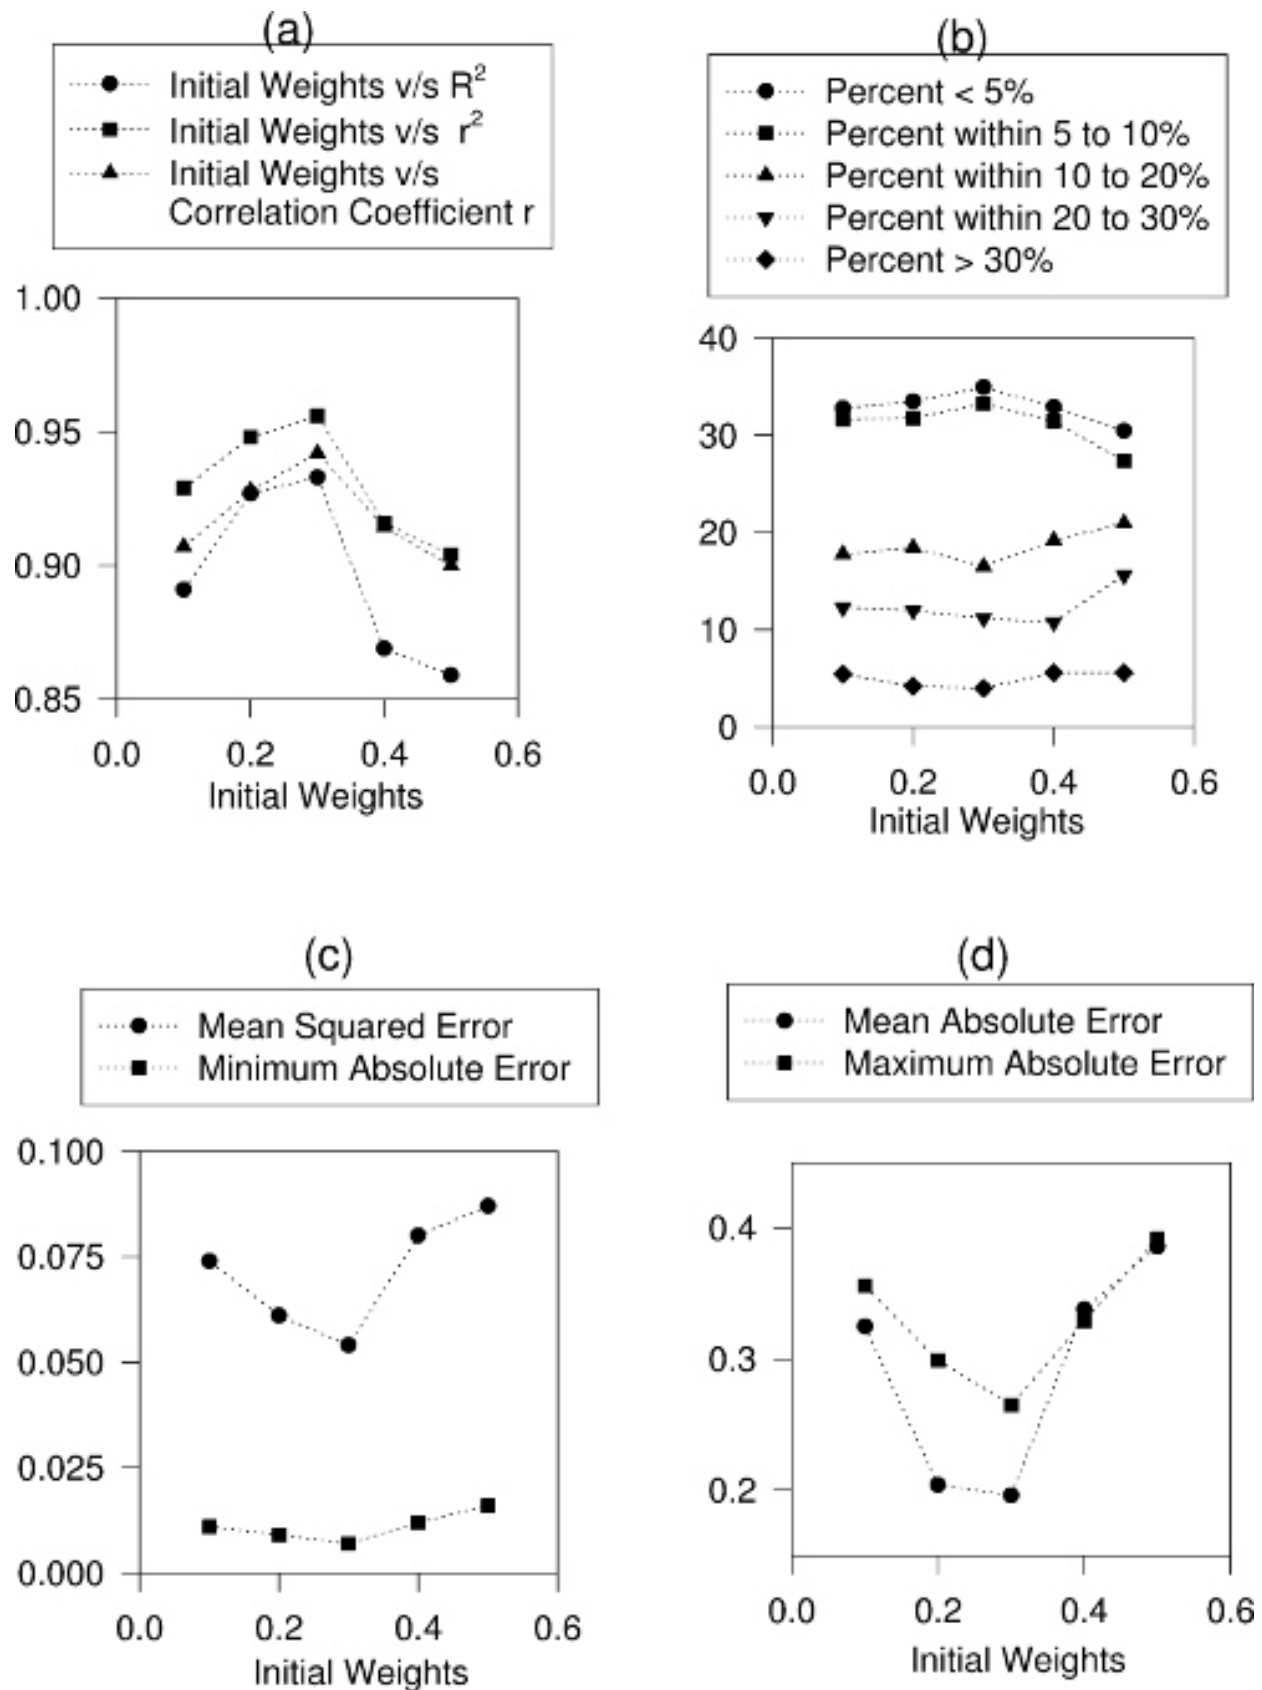 (a)
Initial Weights v/s R²
Initial Weights v/s r²
Initial Weights v/s
Correlation Coefficient r
1.00
0.95
0.90
0.85
0.0 0.2 0.4 0.6
Initial Weights
(b)
Percent < 5%
Percent within 5 to 10%
Percent within 10 to 20%
Percent within 20 to 30%
Percent > 30%
40
30
20
10
0
0.0 0.2 0.4 0.6
Initial Weights
(c)
Mean Squared Error
Minimum Absolute Error
0.100
0.075
0.050
0.025
0.000
0.0 0.2 0.4 0.6
Initial Weights
(d)
Mean Absolute Error
Maximum Absolute Error
0.4
0.3
0.2
0.0 0.2 0.4 0.6
Initial Weights